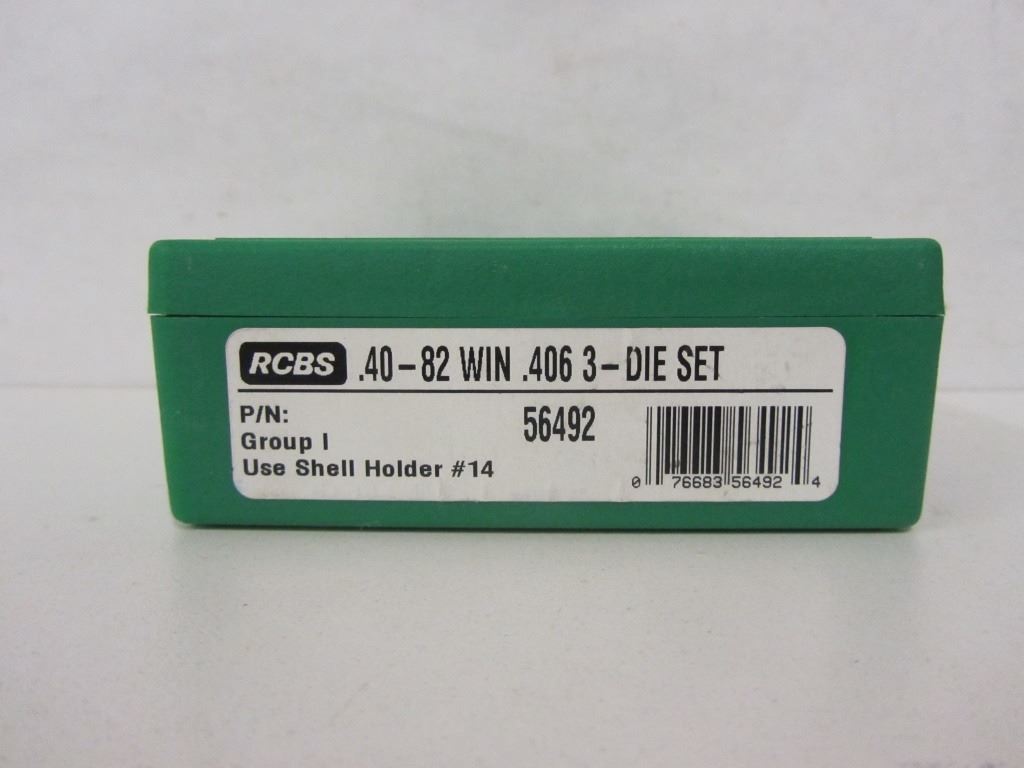 RCBS .40-82 WIN .406 3-DIE SET
P/N: 56492
Group I
Use Shell Holder #14
0 76683 56492 4